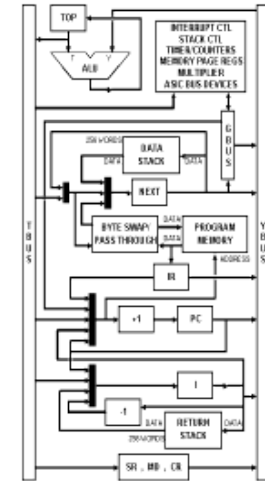 TOP
T Y
ALU
INTERRUPT CTL
STACK CTL
TIMER/COUNTERS
MEMORY PAGE REGS
MULTIPLIER
ASIC BUS DEVICES
256 WORDS
DATA
STACK
DATA
DATA
G
BUS
NEXT
T
BUS
Y
BUS
BYTE SWAP/
PASS THROUGH
DATA
DATA
PROGRAM
MEMORY
ADDRESS
IR
+1
PC
I
-1
DATA
RETURN
STACK
DATA
256 WORDS
SR , MD , CR